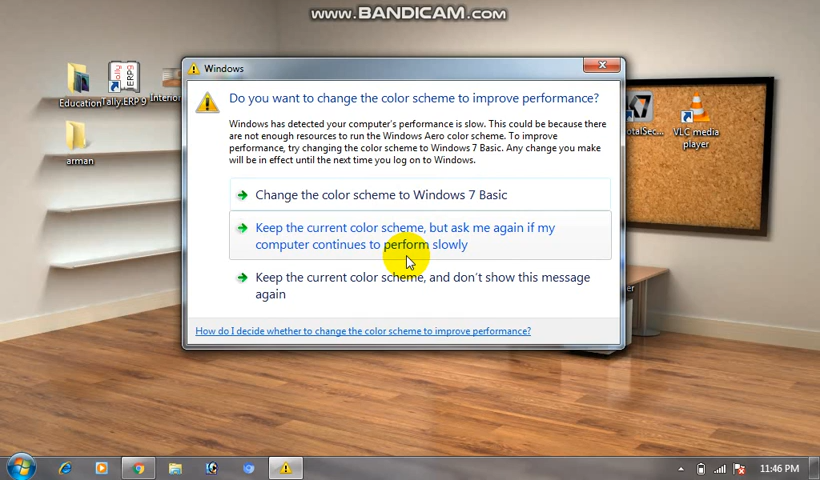 www.BANDICAM.com
Windows
Do you want to change the color scheme to improve performance?
Windows has detected your computer's performance is slow. This could be because there
are not enough resources to run the Windows Aero color scheme. To improve
performance, try changing the color scheme to Windows 7 Basic. Any change you make
will be in effect until the next time you log on to Windows.
Change the color scheme to Windows 7 Basic
Keep the current color scheme, but ask me again if my
computer continues to perform slowly
Keep the current color scheme, and don't show this message
again
How do I decide whether to change the color scheme to improve performance?
Education
Tally.ERP 9
Interior
arman
VLC media
player
11:46 PM